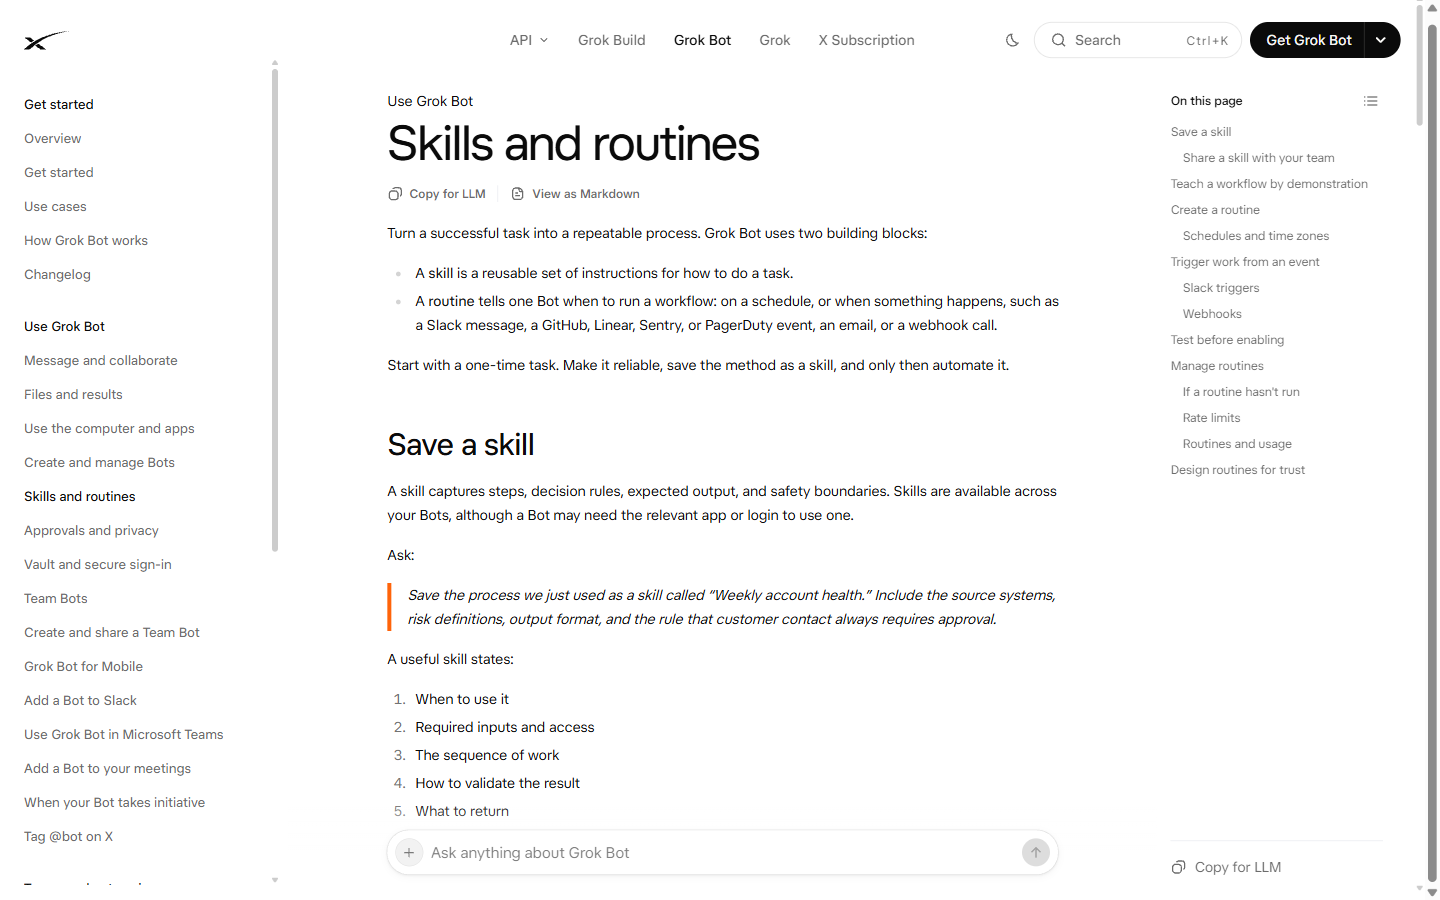 API
Grok Build
Grok Bot
Grok
X Subscription
Search
Ctrl+K
Get Grok Bot
Get started
Overview
Get started
Use cases
How Grok Bot works
Changelog
Use Grok Bot
Message and collaborate
Files and results
Use the computer and apps
Create and manage Bots
Skills and routines
Approvals and privacy
Vault and secure sign-in
Team Bots
Create and share a Team Bot
Grok Bot for Mobile
Add a Bot to Slack
Use Grok Bot in Microsoft Teams
Add a Bot to your meetings
When your Bot takes initiative
Tag @bot on X
Use Grok Bot
Skills and routines
Copy for LLM
View as Markdown
Turn a successful task into a repeatable process. Grok Bot uses two building blocks:
A skill is a reusable set of instructions for how to do a task.
A routine tells one Bot when to run a workflow: on a schedule, or when something happens, such as
a Slack message, a GitHub, Linear, Sentry, or PagerDuty event, an email, or a webhook call.
Start with a one-time task. Make it reliable, save the method as a skill, and only then automate it.
Save a skill
A skill captures steps, decision rules, expected output, and safety boundaries. Skills are available across
your Bots, although a Bot may need the relevant app or login to use one.
Ask:
Save the process we just used as a skill called “Weekly account health.” Include the source systems,
risk definitions, output format, and the rule that customer contact always requires approval.
A useful skill states:
1. When to use it
2. Required inputs and access
3. The sequence of work
4. How to validate the result
5. What to return
Ask anything about Grok Bot
On this page
Save a skill
Share a skill with your team
Teach a workflow by demonstration
Create a routine
Schedules and time zones
Trigger work from an event
Slack triggers
Webhooks
Test before enabling
Manage routines
If a routine hasn't run
Rate limits
Routines and usage
Design routines for trust
Copy for LLM